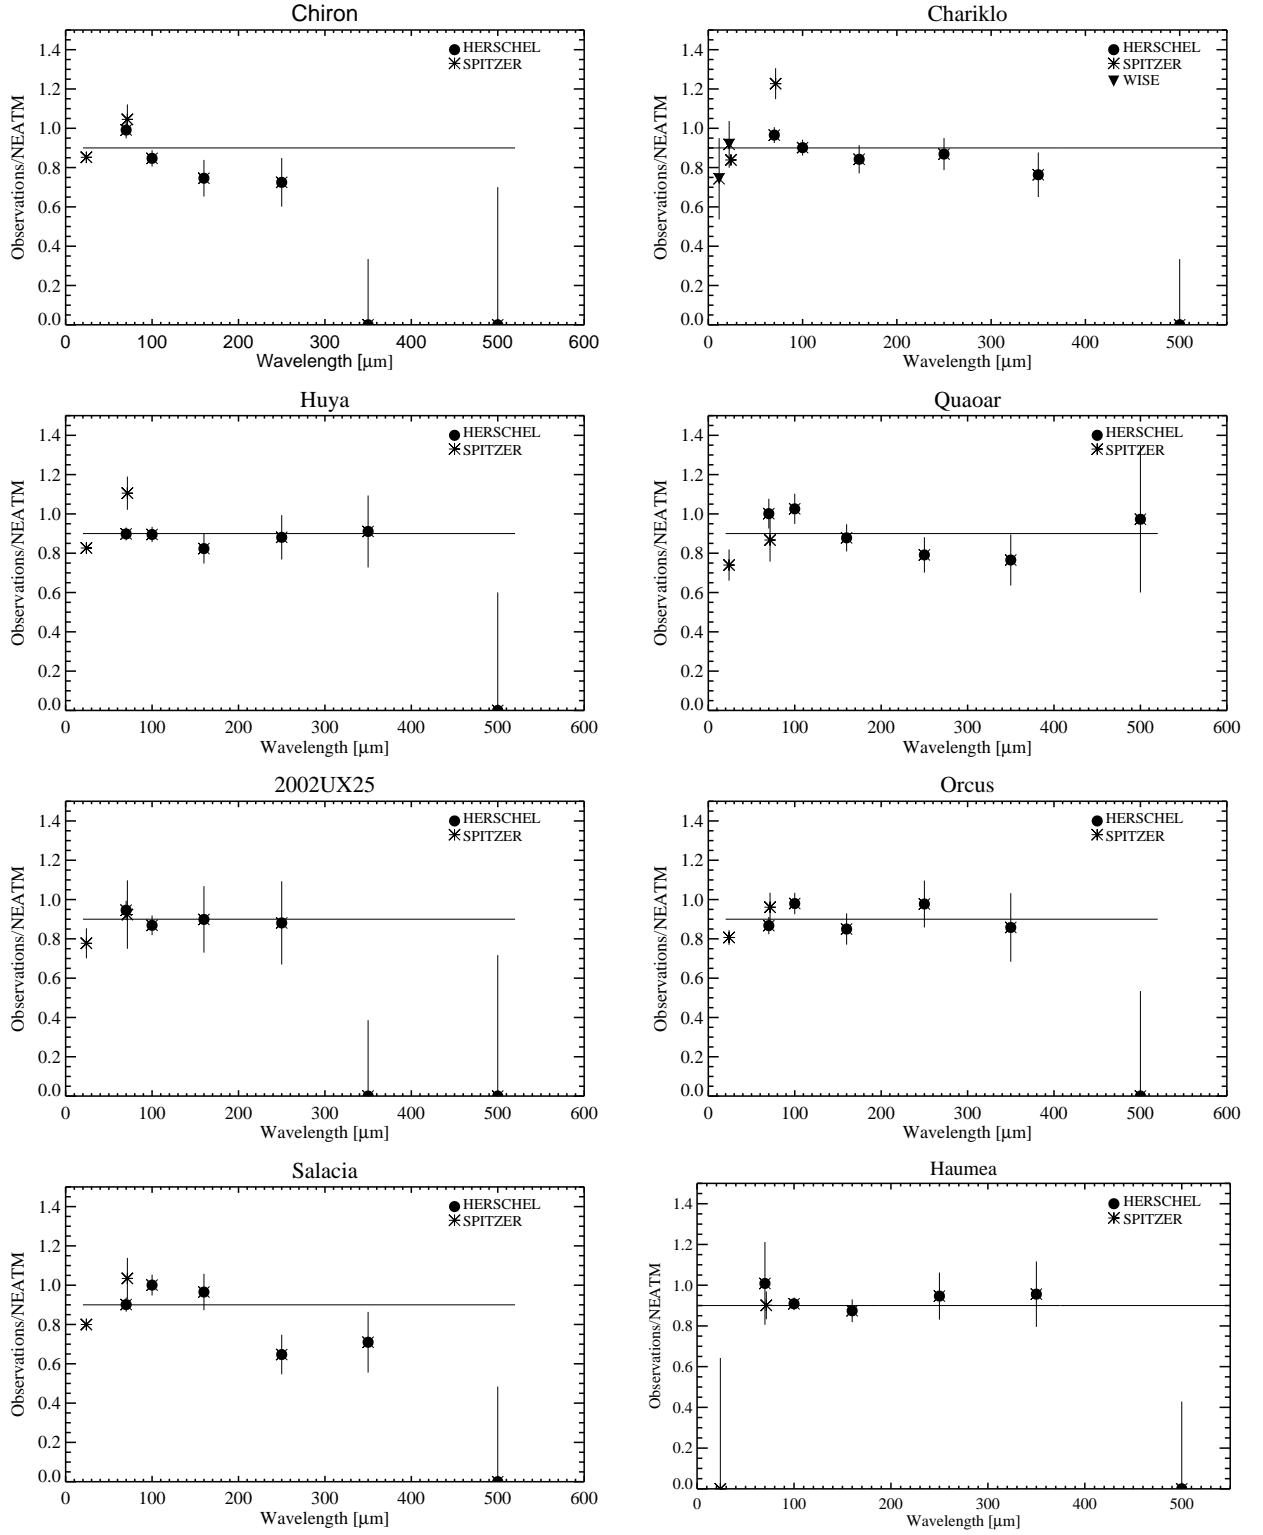 Chiron
HERSCHEL
SPITZER
Observations/NEATM
1.4
1.2
1.0
0.8
0.6
0.4
0.2
0.0
0 100 200 300 400 500 600
Wavelength [μm]
Chariklo
HERSCHEL
SPITZER
WISE
Observations/NEATM
1.4
1.2
1.0
0.8
0.6
0.4
0.2
0.0
0 100 200 300 400 500
Wavelength [μm]
Huya
HERSCHEL
SPITZER
Observations/NEATM
1.4
1.2
1.0
0.8
0.6
0.4
0.2
0.0
0 100 200 300 400 500 600
Wavelength [μm]
Quaoar
HERSCHEL
SPITZER
Observations/NEATM
1.4
1.2
1.0
0.8
0.6
0.4
0.2
0.0
0 100 200 300 400 500 600
Wavelength [μm]
2002UX25
HERSCHEL
SPITZER
Observations/NEATM
1.4
1.2
1.0
0.8
0.6
0.4
0.2
0.0
0 100 200 300 400 500 600
Wavelength [μm]
Orcus
HERSCHEL
SPITZER
Observations/NEATM
1.4
1.2
1.0
0.8
0.6
0.4
0.2
0.0
0 100 200 300 400 500 600
Wavelength [μm]
Salacia
HERSCHEL
SPITZER
Observations/NEATM
1.4
1.2
1.0
0.8
0.6
0.4
0.2
0.0
0 100 200 300 400 500 600
Wavelength [μm]
Haumea
HERSCHEL
SPITZER
Observations/NEATM
1.4
1.2
1.0
0.8
0.6
0.4
0.2
0.0
0 100 200 300 400 500
Wavelength [μm]